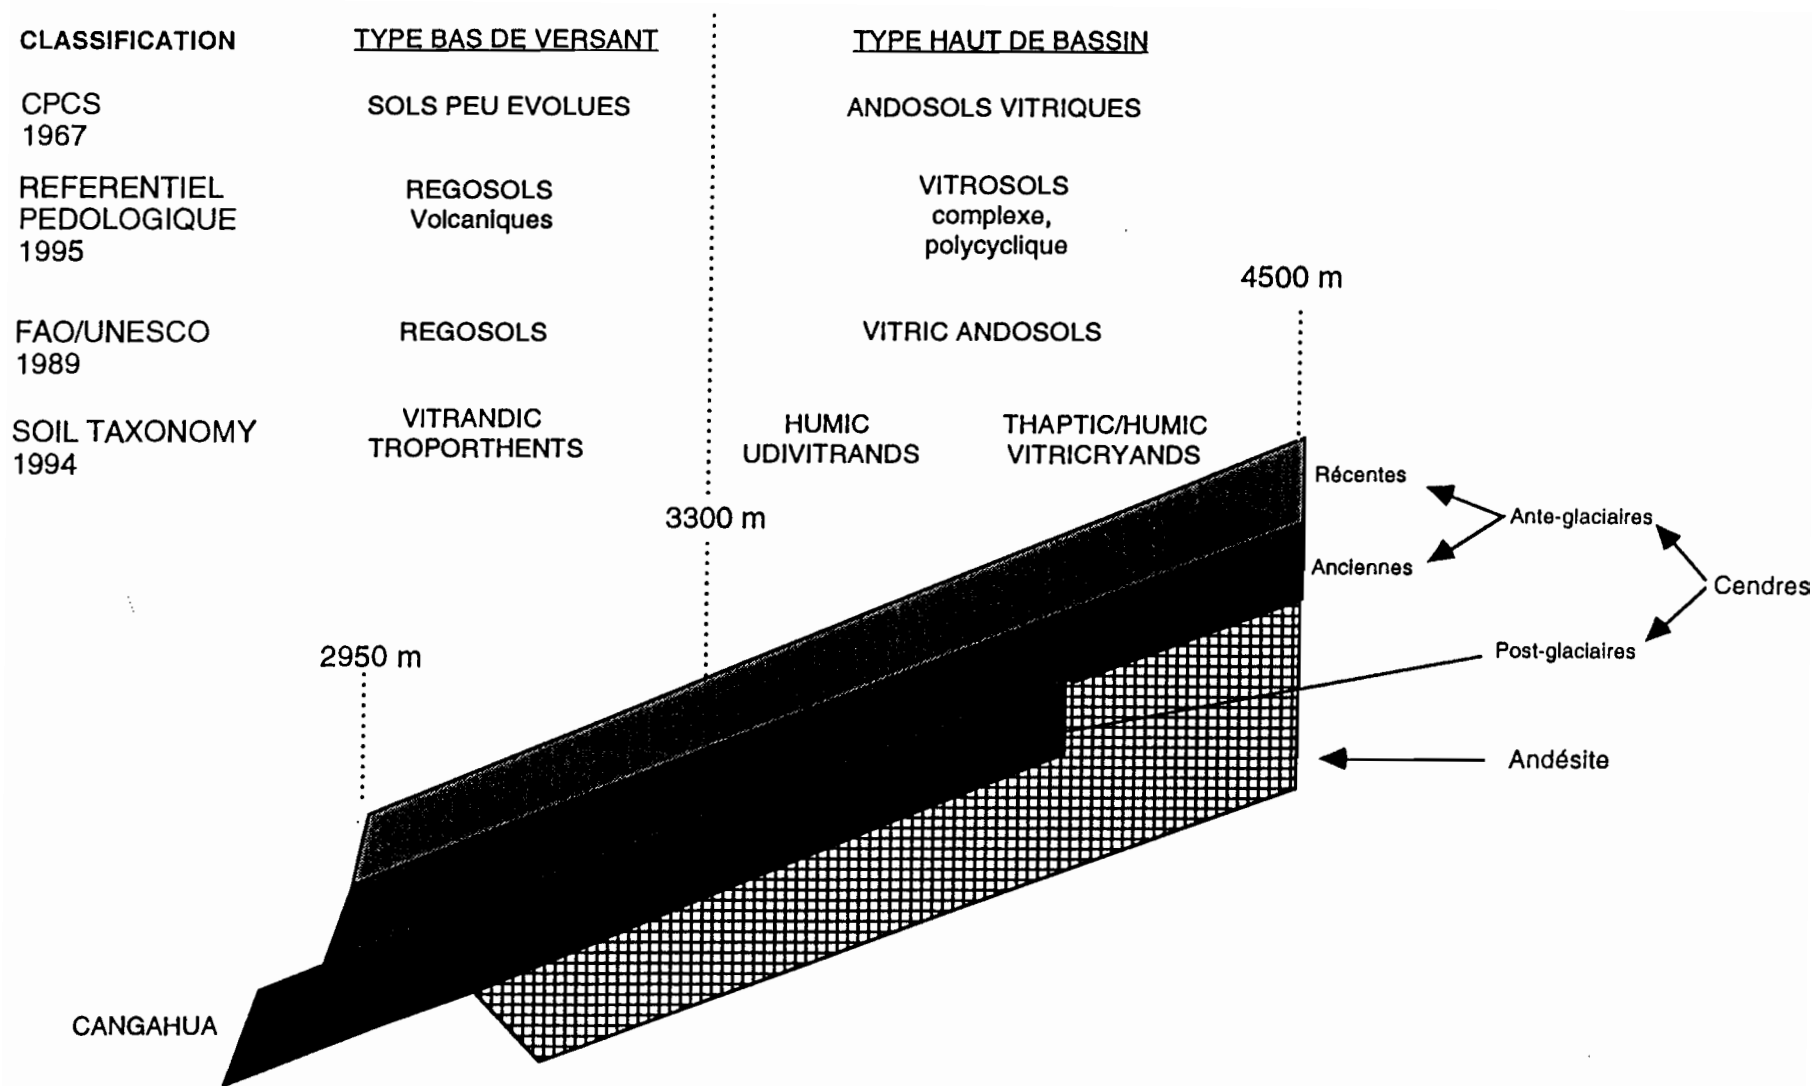 CLASSIFICATION
TYPE BAS DE VERSANT
TYPE HAUT DE BASSIN
CPCS
1967
SOLS PEU EVOLUES
ANDOSOLS VITRIQUES
REFERENTIEL
PEDOLOGIQUE
1995
REGOSOLS
Volcaniques
VITROSOLS
complexe,
polycyclique
4500 m
FAO/UNESCO
1989
REGOSOLS
VITRIC ANDOSOLS
SOIL TAXONOMY
1994
VITRANDIC
TROPORTHENTS
HUMIC
UDIVITRANDS
THAPTIC/HUMIC
VITRICRYANDS
Récentes
3300 m
Ante-glaciaires
Anciennes
Cendres
2950 m
Post-glaciaires
Andésite
CANGAHUA